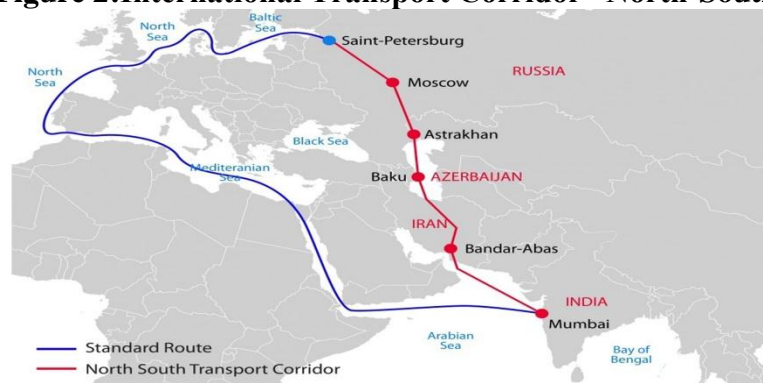 Figure 2.International Transport Corridor "North-South
North
Sea
Baltic
Sea
Saint-Petersburg
North
Sea
RUSSIA
Moscow
Astrakhan
Black Sea
Mediteranian
Sea
Baku
AZERBAIJAN
IRAN
Bandar-Abas
INDIA
Mumbai
Arabian
Sea
Bay of
Bengal
Standard Route
North South Transport Corridor